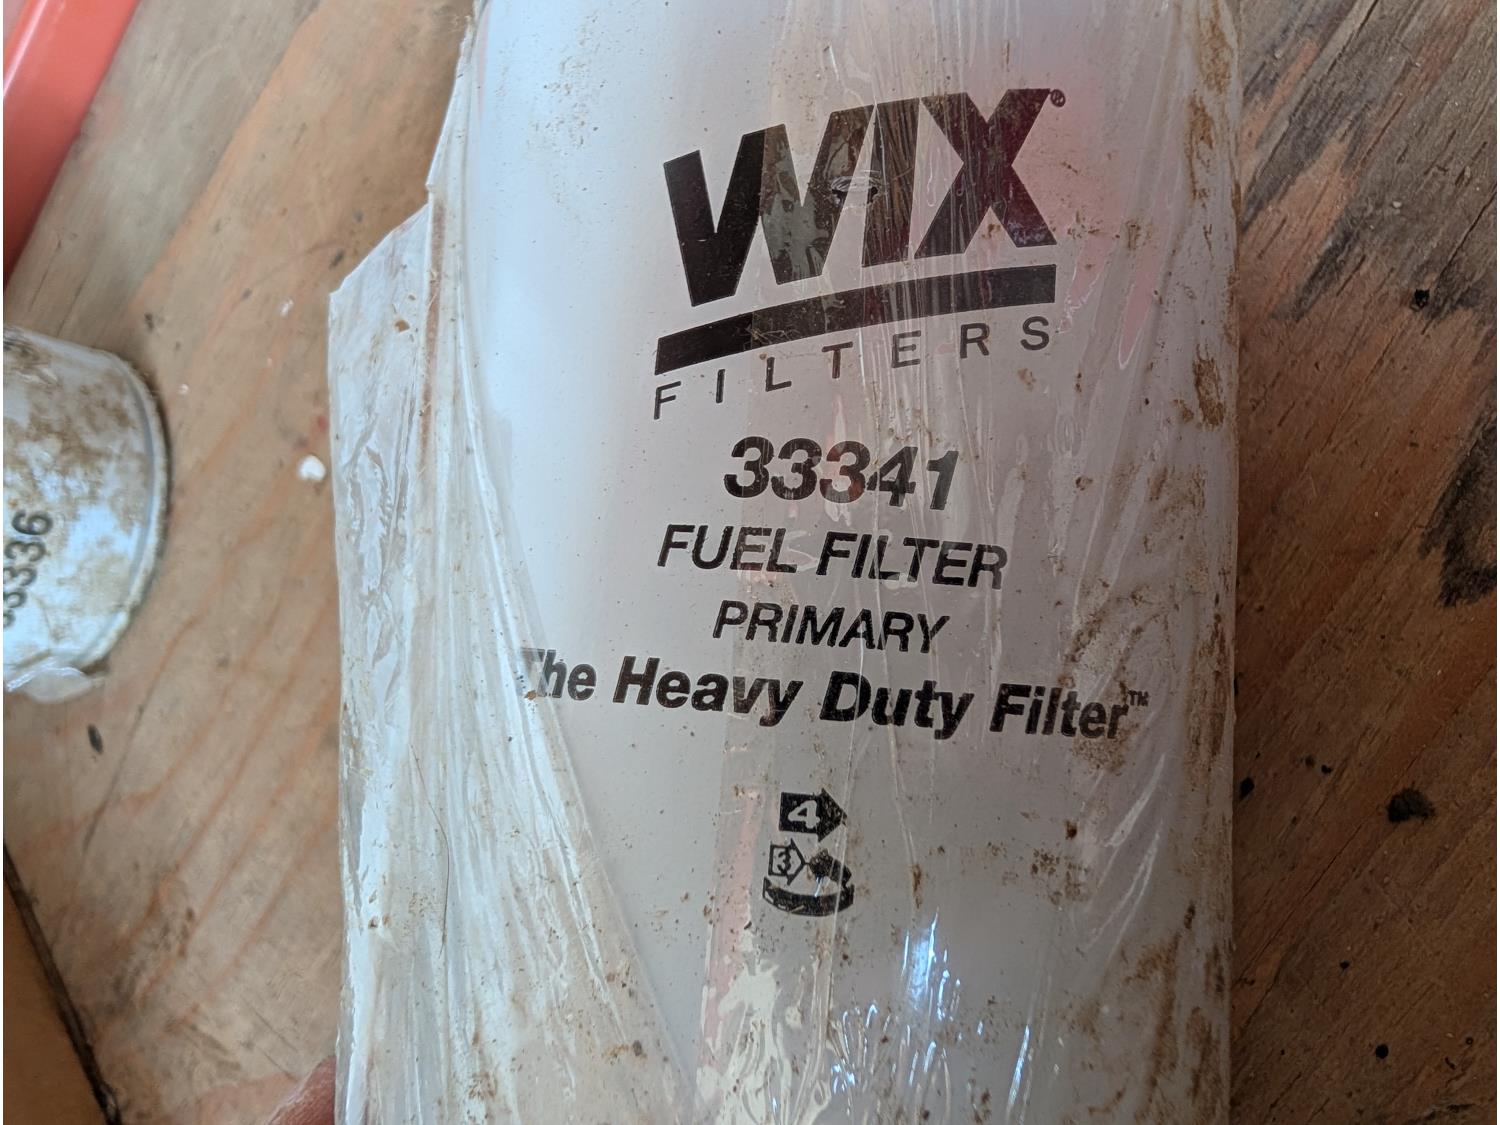 WIX®
FILTERS
33341
FUEL FILTER
PRIMARY
The Heavy Duty Filter™
4
3